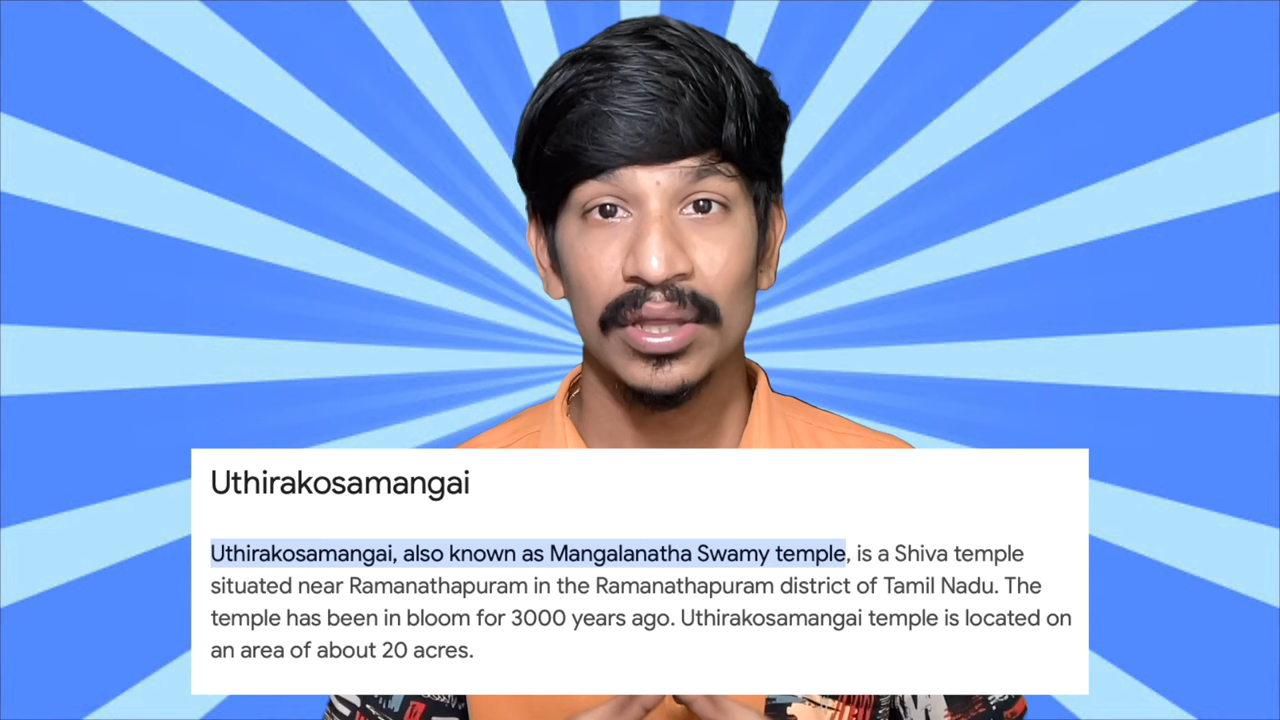 Uthirakosamangai
Uthirakosamangai, also known as Mangalanatha Swamy temple, is a Shiva temple
situated near Ramanathapuram in the Ramanathapuram district of Tamil Nadu. The
temple has been in bloom for 3000 years ago. Uthirakosamangai temple is located on
an area of about 20 acres.